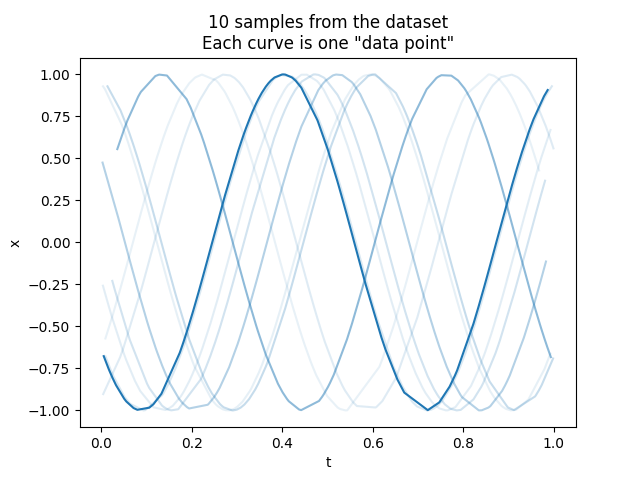 10 samples from the dataset
Each curve is one "data point"
1.00
0.75
0.50
0.25
0.00
−0.25
−0.50
−0.75
−1.00
x
0.0 0.2 0.4 0.6 0.8 1.0
t